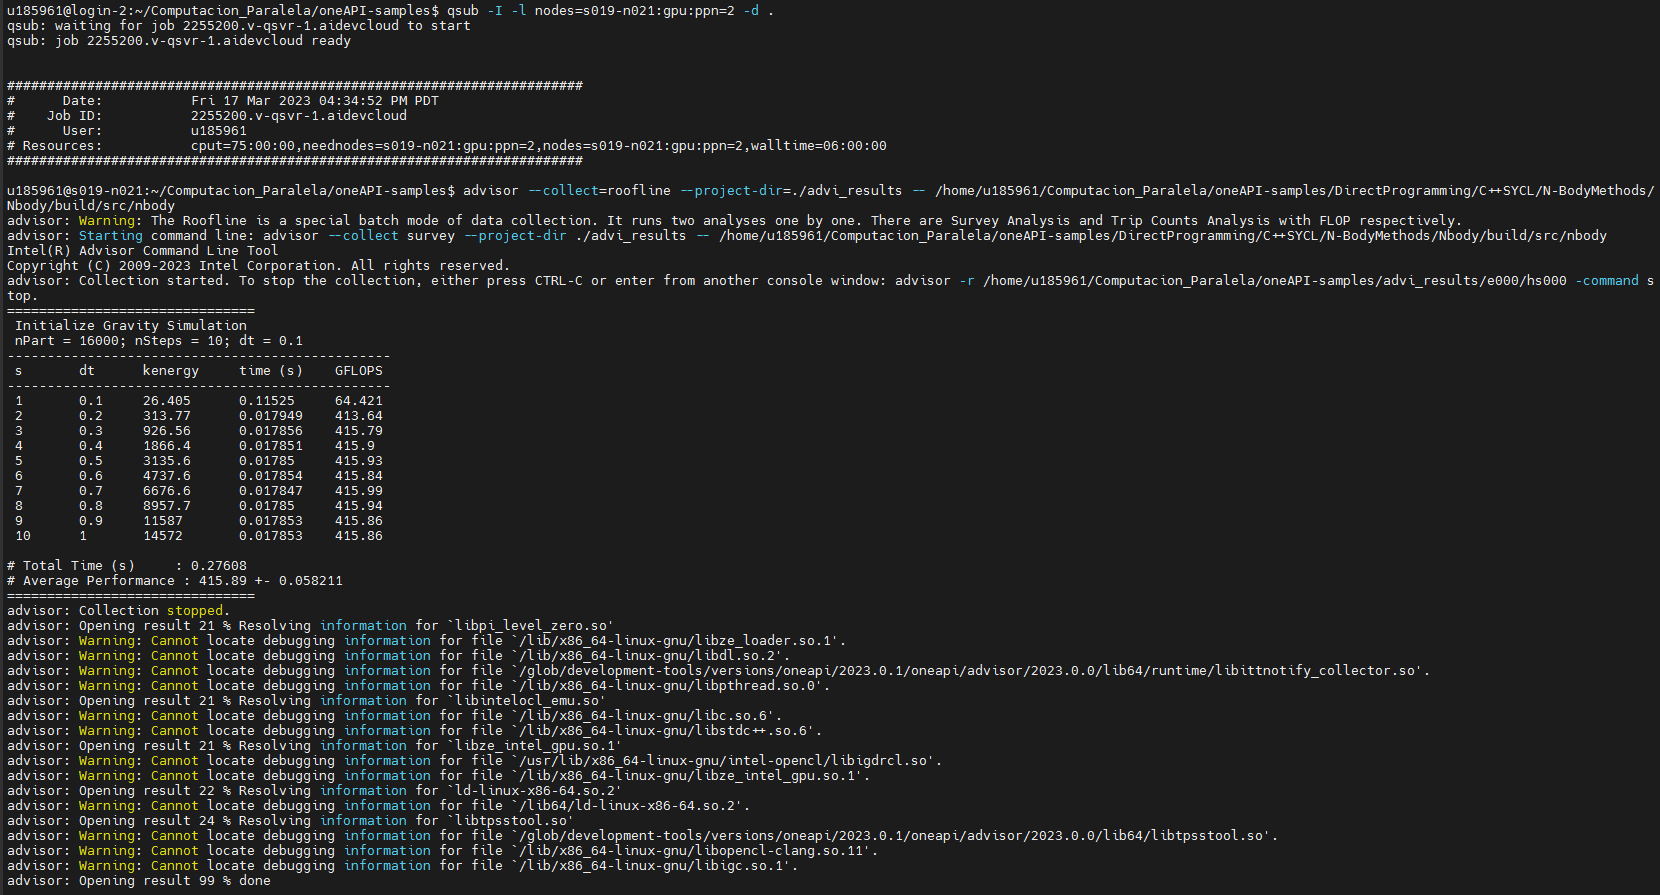 u185961@login-2:~/Computacion_Paralela/oneAPI-samples$ qsub -I -l nodes=s019-n021:gpu:ppn=2 -d .
qsub: waiting for job 2255200.v-qsvr-1.aidevcloud to start
qsub: job 2255200.v-qsvr-1.aidevcloud ready
########################################################################
#      Date:           Fri 17 Mar 2023 04:34:52 PM PDT
#    Job ID:           2255200.v-qsvr-1.aidevcloud
#      User:           u185961
# Resources:           cput=75:00:00,neednodes=s019-n021:gpu:ppn=2,nodes=s019-n021:gpu:ppn=2,walltime=06:00:00
########################################################################
u185961@s019-n021:~/Computacion_Paralela/oneAPI-samples$ advisor --collect=roofline --project-dir=./advi_results -- /home/u185961/Computacion_Paralela/oneAPI-samples/DirectProgramming/C++SYCL/N-BodyMethods/
Nbody/build/src/nbody
advisor: Warning: The Roofline is a special batch mode of data collection. It runs two analyses one by one. There are Survey Analysis and Trip Counts Analysis with FLOP respectively.
advisor: Starting command line: advisor --collect survey --project-dir ./advi_results -- /home/u185961/Computacion_Paralela/oneAPI-samples/DirectProgramming/C++SYCL/N-BodyMethods/Nbody/build/src/nbody
Intel(R) Advisor Command Line Tool
Copyright (C) 2009-2023 Intel Corporation. All rights reserved.
advisor: Collection started. To stop the collection, either press CTRL-C or enter from another console window: advisor -r /home/u185961/Computacion_Paralela/oneAPI-samples/advi_results/e000/hs000 -command s
top.
===============================
 Initialize Gravity Simulation
 nPart = 16000; nSteps = 10; dt = 0.1
------------------------------------------------
 s       dt      kenergy     time (s)    GFLOPS
------------------------------------------------
 1       0.1     26.405      0.11525     64.421
 2       0.2     313.77      0.017949    413.64
 3       0.3     926.56      0.017856    415.79
 4       0.4     1866.4      0.017851    415.9
 5       0.5     3135.6      0.01785     415.93
 6       0.6     4737.6      0.017854    415.84
 7       0.7     6676.6      0.017847    415.99
 8       0.8     8957.7      0.01785     415.94
 9       0.9     11587       0.017853    415.86
 10      1       14572       0.017853    415.86
# Total Time (s)     : 0.27608
# Average Performance : 415.89 +- 0.058211
===============================
advisor: Collection stopped.
advisor: Opening result 21 % Resolving information for `libpi_level_zero.so'
advisor: Warning: Cannot locate debugging information for file `/lib/x86_64-linux-gnu/libze_loader.so.1'.
advisor: Warning: Cannot locate debugging information for file `/lib/x86_64-linux-gnu/libdl.so.2'.
advisor: Warning: Cannot locate debugging information for file `/glob/development-tools/versions/oneapi/2023.0.1/oneapi/advisor/2023.0.0/lib64/runtime/libittnotify_collector.so'.
advisor: Warning: Cannot locate debugging information for file `/lib/x86_64-linux-gnu/libpthread.so.0'.
advisor: Opening result 21 % Resolving information for `libintelocl_emu.so'
advisor: Warning: Cannot locate debugging information for file `/lib/x86_64-linux-gnu/libc.so.6'.
advisor: Warning: Cannot locate debugging information for file `/lib/x86_64-linux-gnu/libstdc++.so.6'.
advisor: Opening result 21 % Resolving information for `libze_intel_gpu.so.1'
advisor: Warning: Cannot locate debugging information for file `/usr/lib/x86_64-linux-gnu/intel-opencl/libigdrcl.so'.
advisor: Warning: Cannot locate debugging information for file `/lib/x86_64-linux-gnu/libze_intel_gpu.so.1'.
advisor: Opening result 22 % Resolving information for `ld-linux-x86-64.so.2'
advisor: Warning: Cannot locate debugging information for file `/lib64/ld-linux-x86-64.so.2'.
advisor: Opening result 24 % Resolving information for `libtpsstool.so'
advisor: Warning: Cannot locate debugging information for file `/glob/development-tools/versions/oneapi/2023.0.1/oneapi/advisor/2023.0.0/lib64/libtpsstool.so'.
advisor: Warning: Cannot locate debugging information for file `/lib/x86_64-linux-gnu/libopencl-clang.so.11'.
advisor: Warning: Cannot locate debugging information for file `/lib/x86_64-linux-gnu/libigc.so.1'.
advisor: Opening result 99 % done